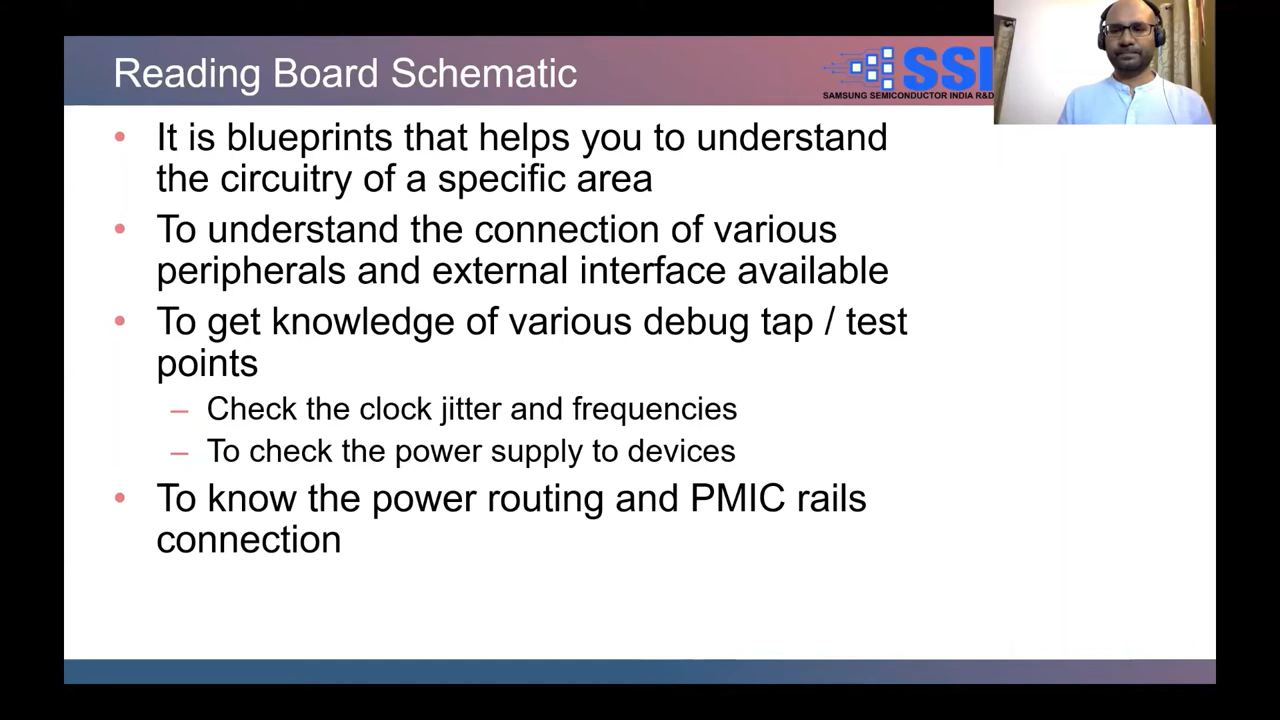 Reading Board Schematic
SSI
SAMSUNG SEMICONDUCTOR INDIA R&D
• It is blueprints that helps you to understand
the circuitry of a specific area
• To understand the connection of various
peripherals and external interface available
• To get knowledge of various debug tap / test
points
– Check the clock jitter and frequencies
– To check the power supply to devices
• To know the power routing and PMIC rails
connection